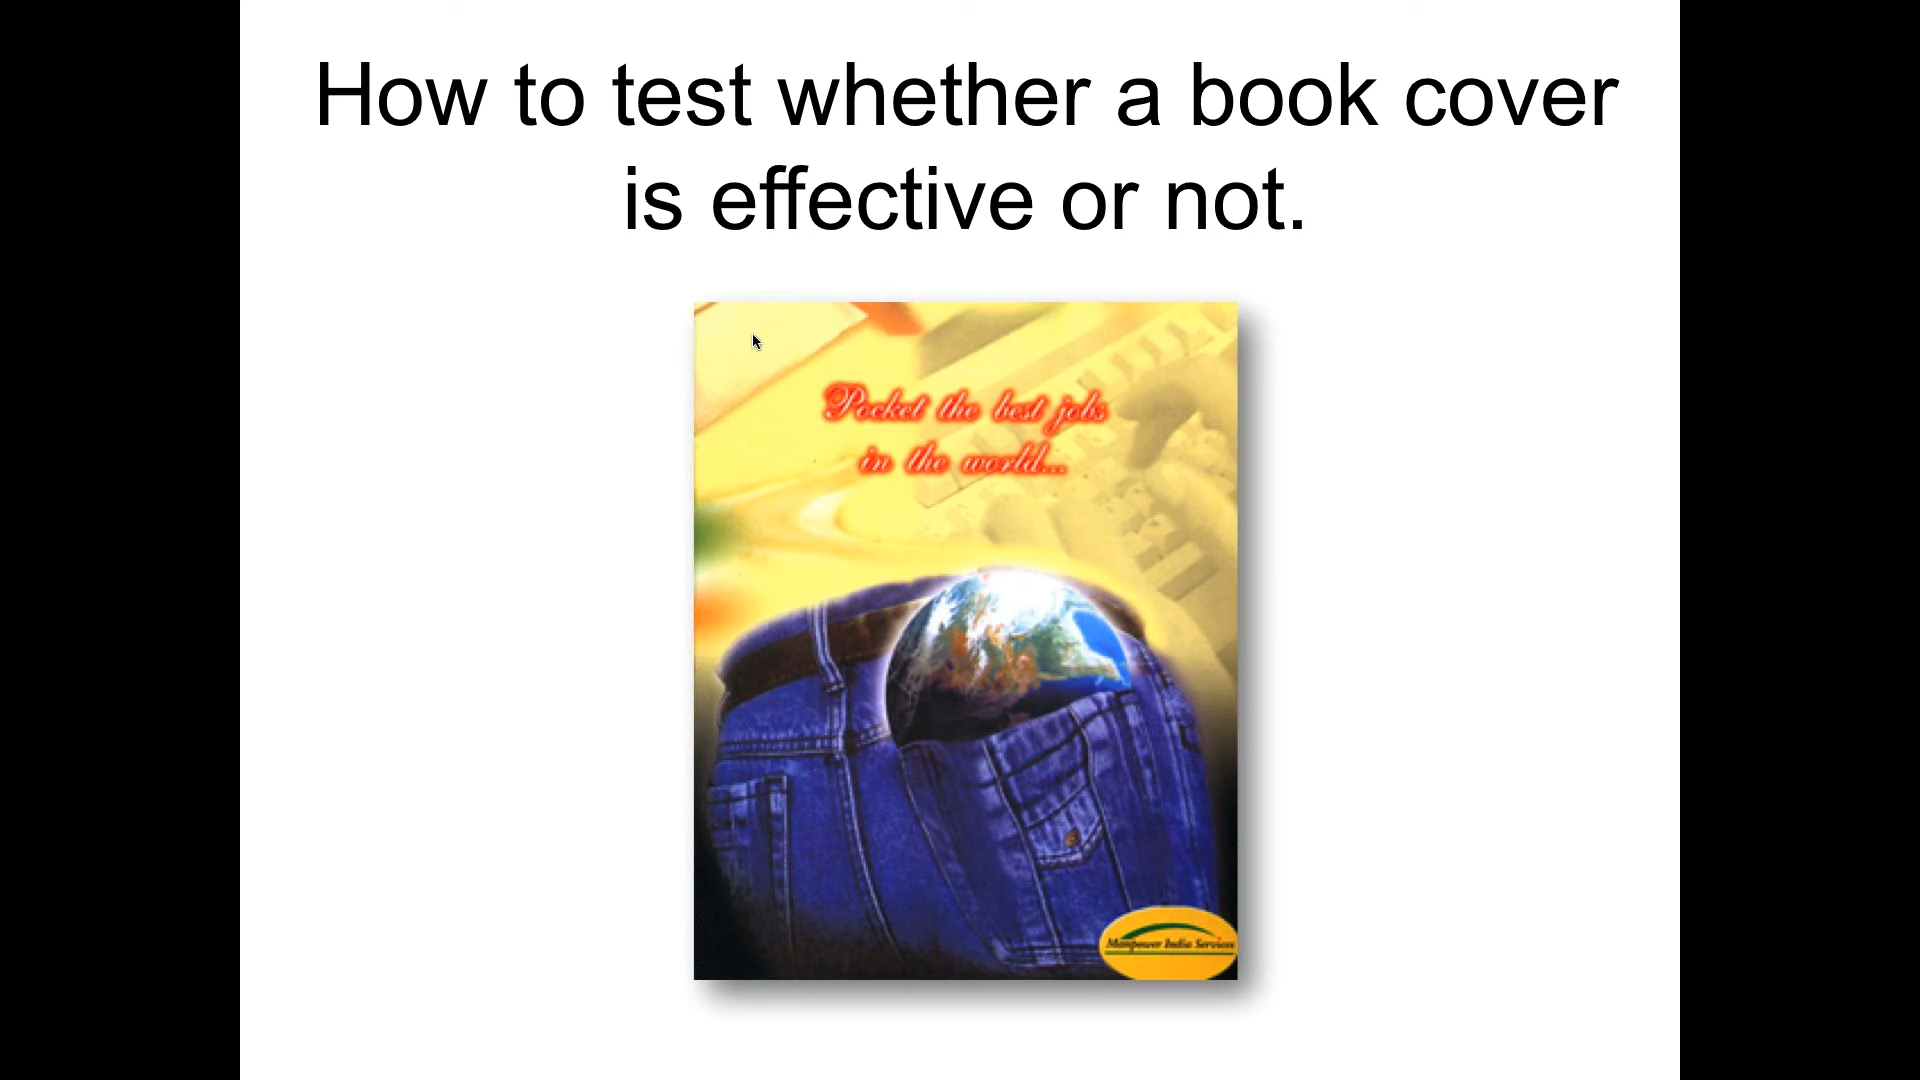 How to test whether a book cover
is effective or not.
Pocket the best jobs
in the world...
Manpower India Services